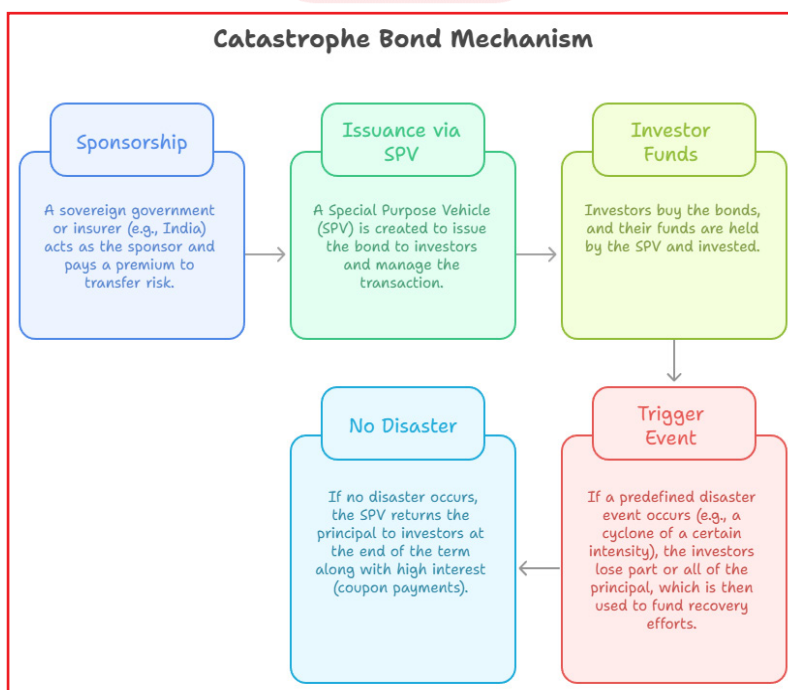 Catastrophe Bond Mechanism
Sponsorship
A sovereign government
or insurer (e.g., India)
acts as the sponsor and
pays a premium to
transfer risk.
Issuance via
SPV
A Special Purpose Vehicle
(SPV) is created to issue
the bond to investors
and manage the
transaction.
Investor
Funds
Investors buy the bonds,
and their funds are held
by the SPV and invested.
Trigger
Event
If a predefined disaster
event occurs (e.g., a
cyclone of a certain
intensity), the investors
lose part or all of the
principal, which is then
used to fund recovery
efforts.
No Disaster
If no disaster occurs,
the SPV returns the
principal to investors at
the end of the term
along with high interest
(coupon payments).